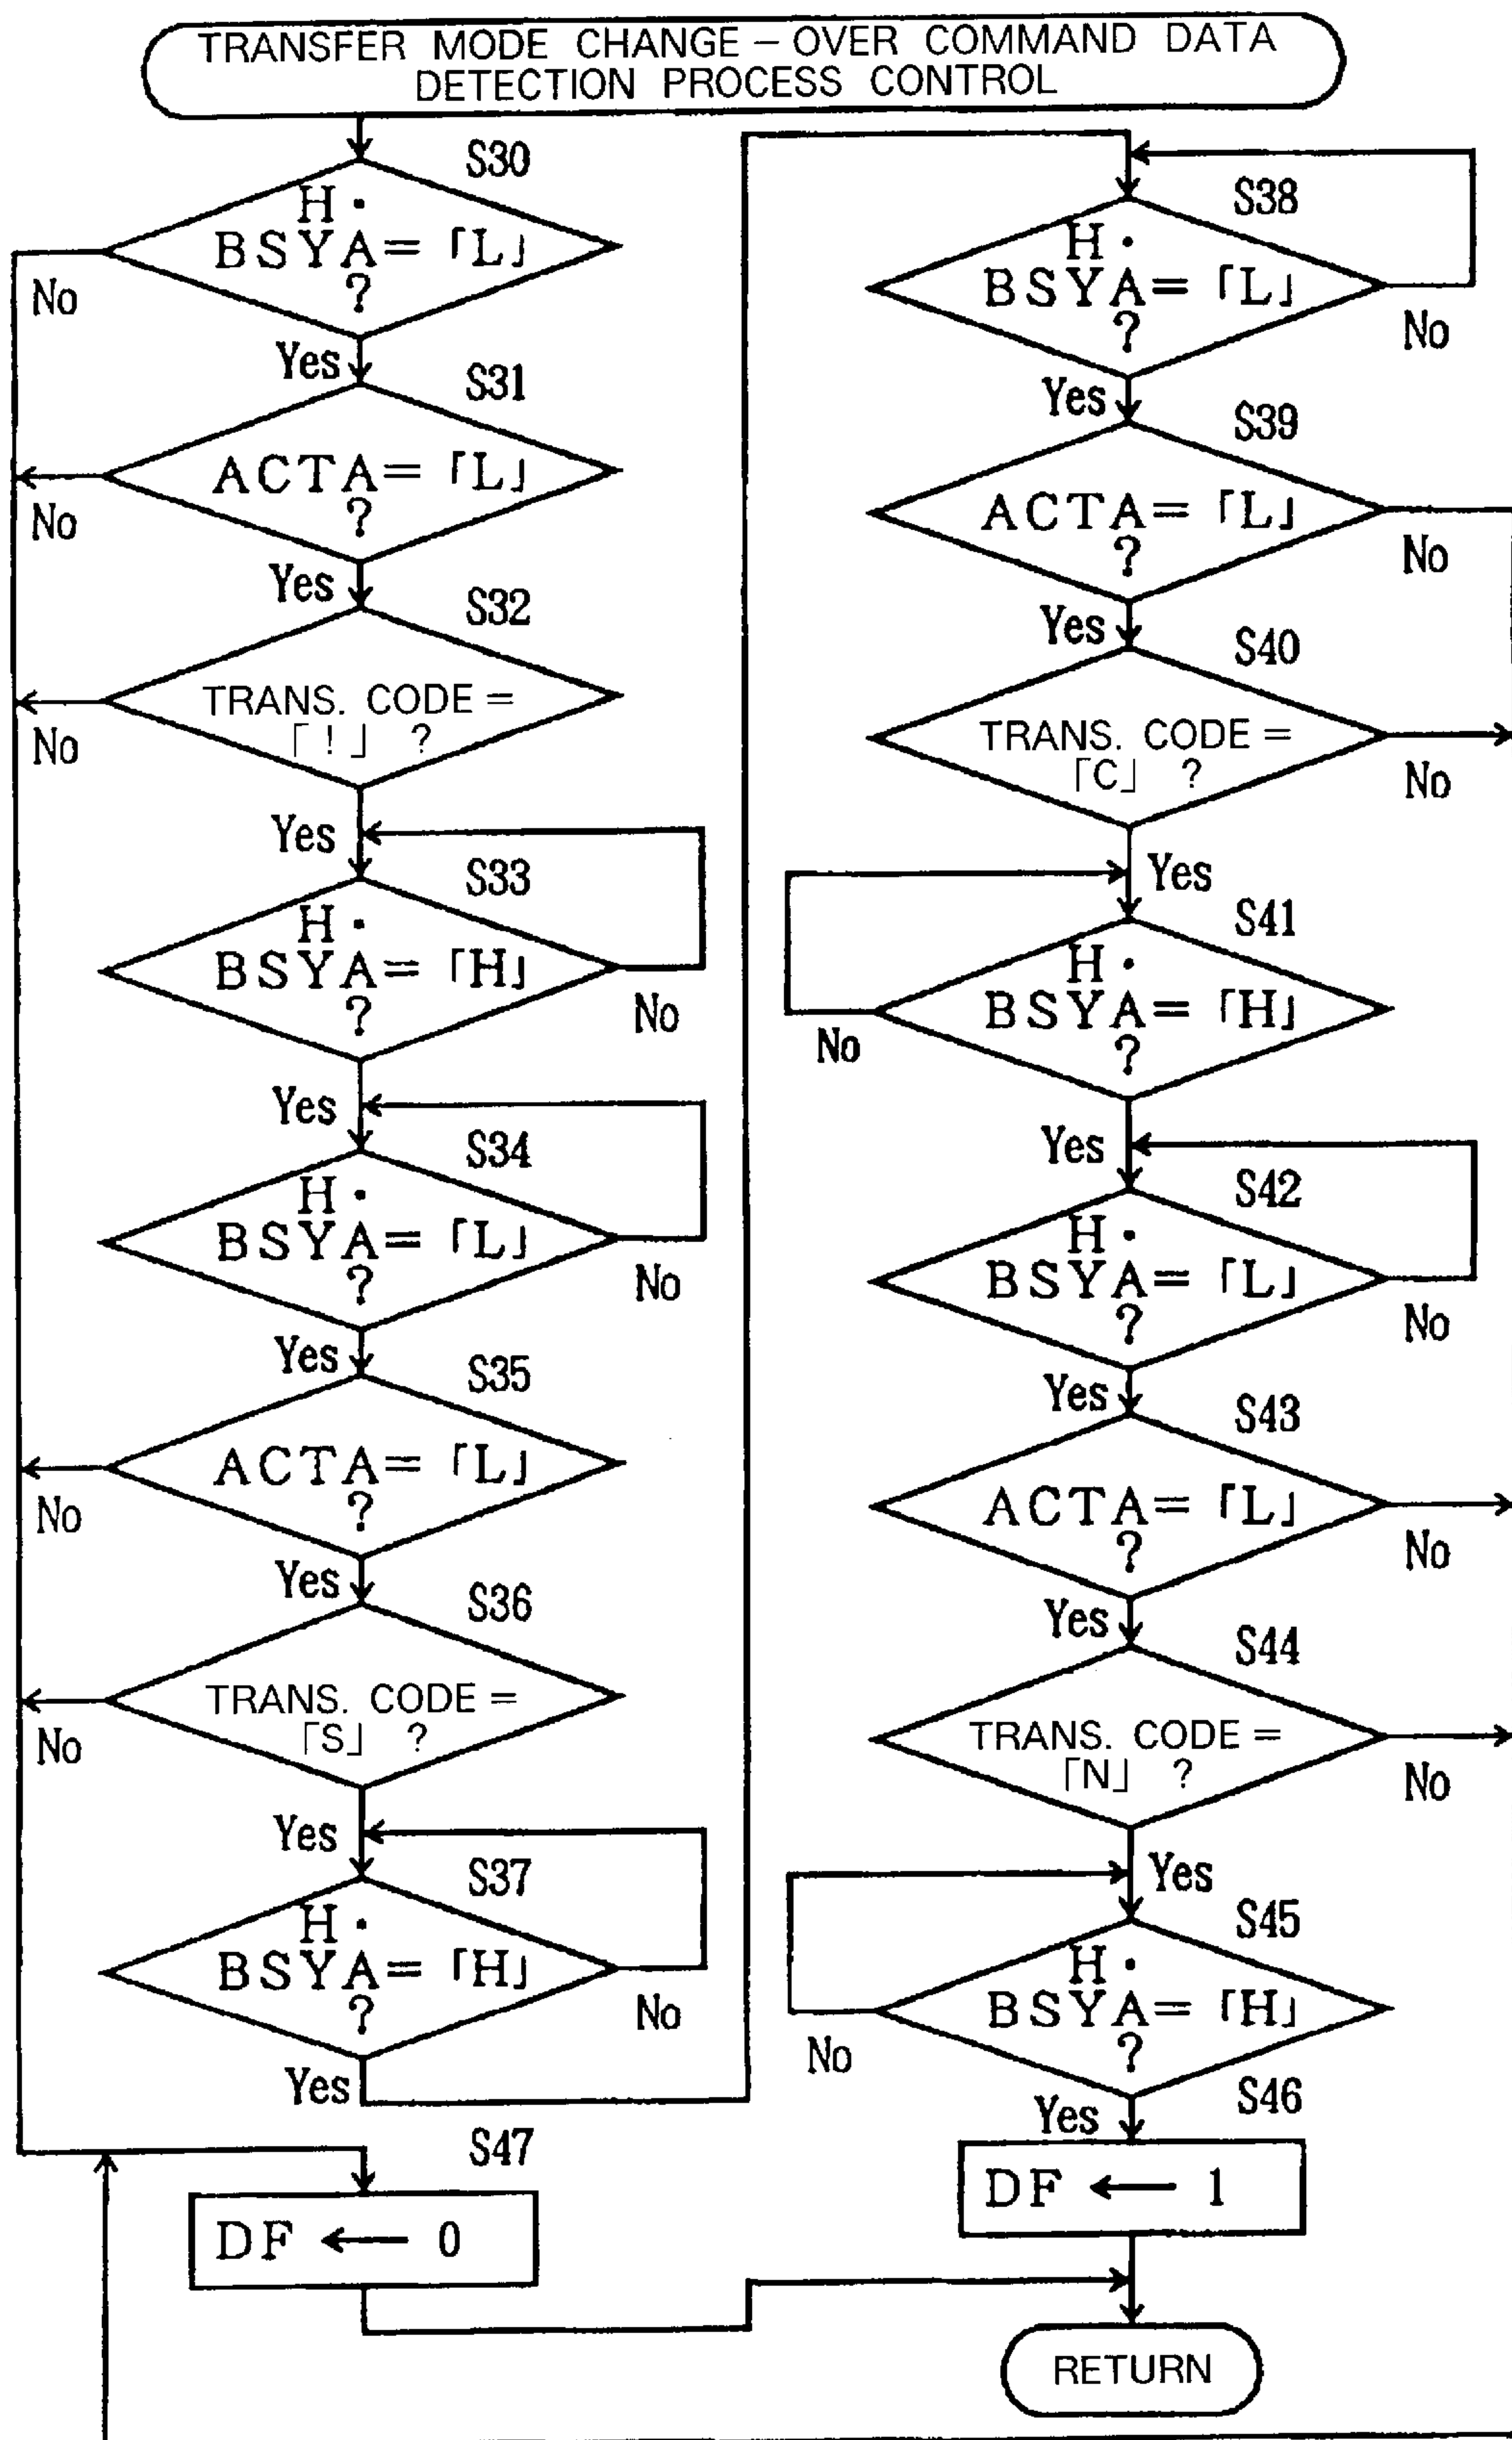 TRANSFER MODE CHANGE – OVER COMMAND DATA
DETECTION PROCESS CONTROL
S30
H・
BSYA=「L」
?
No
Yes
S31
ACTA=「L」
?
No
Yes
S32
TRANS. CODE =
「!」 ?
No
Yes
S33
H・
BSYA=「H」
?
No
Yes
S34
H・
BSYA=「L」
?
No
Yes
S35
ACTA=「L」
?
No
Yes
S36
TRANS. CODE =
「S」 ?
No
Yes
S37
H・
BSYA=「H」
?
No
Yes
S47
DF ← 0
S38
H・
BSYA=「L」
?
No
Yes
S39
ACTA=「L」
?
No
Yes
S40
TRANS. CODE =
「C」 ?
No
Yes
S41
H・
BSYA=「H」
?
No
Yes
S42
H・
BSYA=「L」
?
No
Yes
S43
ACTA=「L」
?
No
Yes
S44
TRANS. CODE =
「N」 ?
No
Yes
S45
H・
BSYA=「H」
?
No
Yes
S46
DF ← 1
RETURN